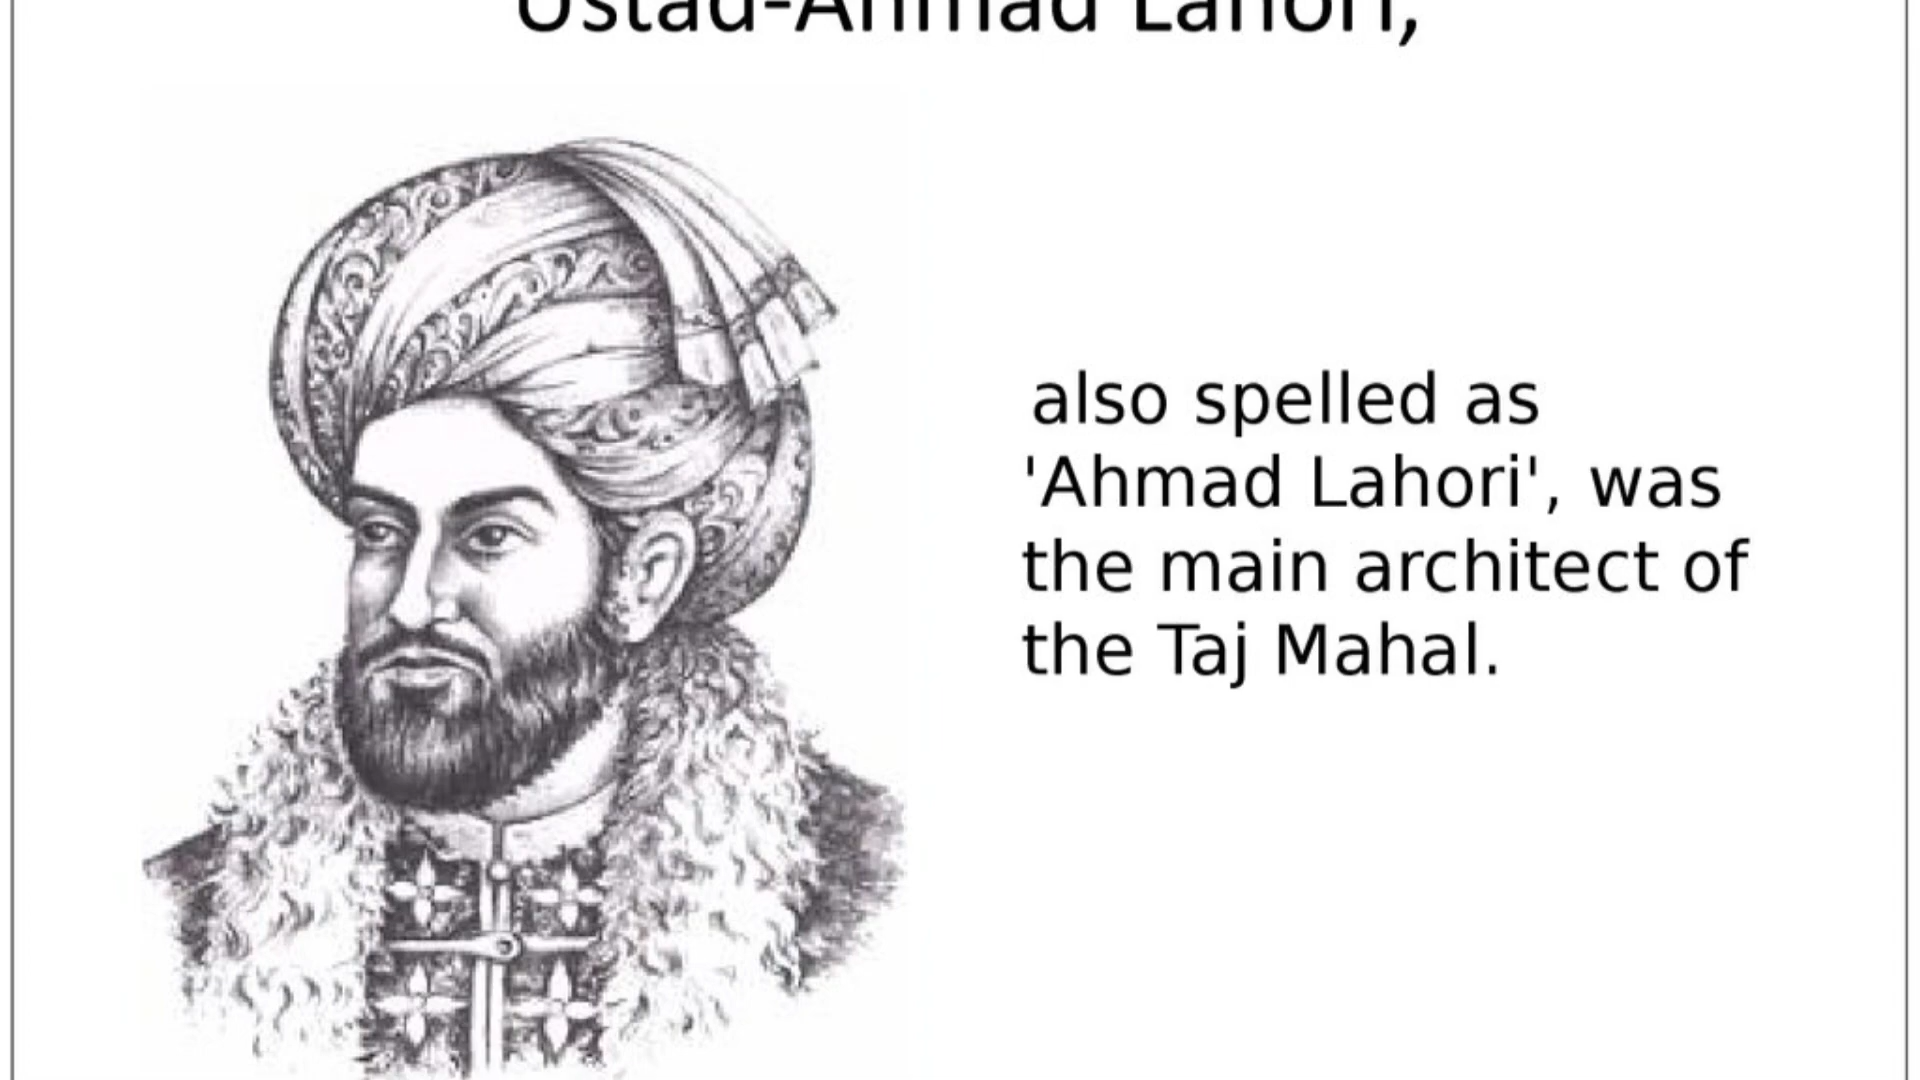 Ustad-Ahmad Lahori,
also spelled as
'Ahmad Lahori', was
the main architect of
the Taj Mahal.